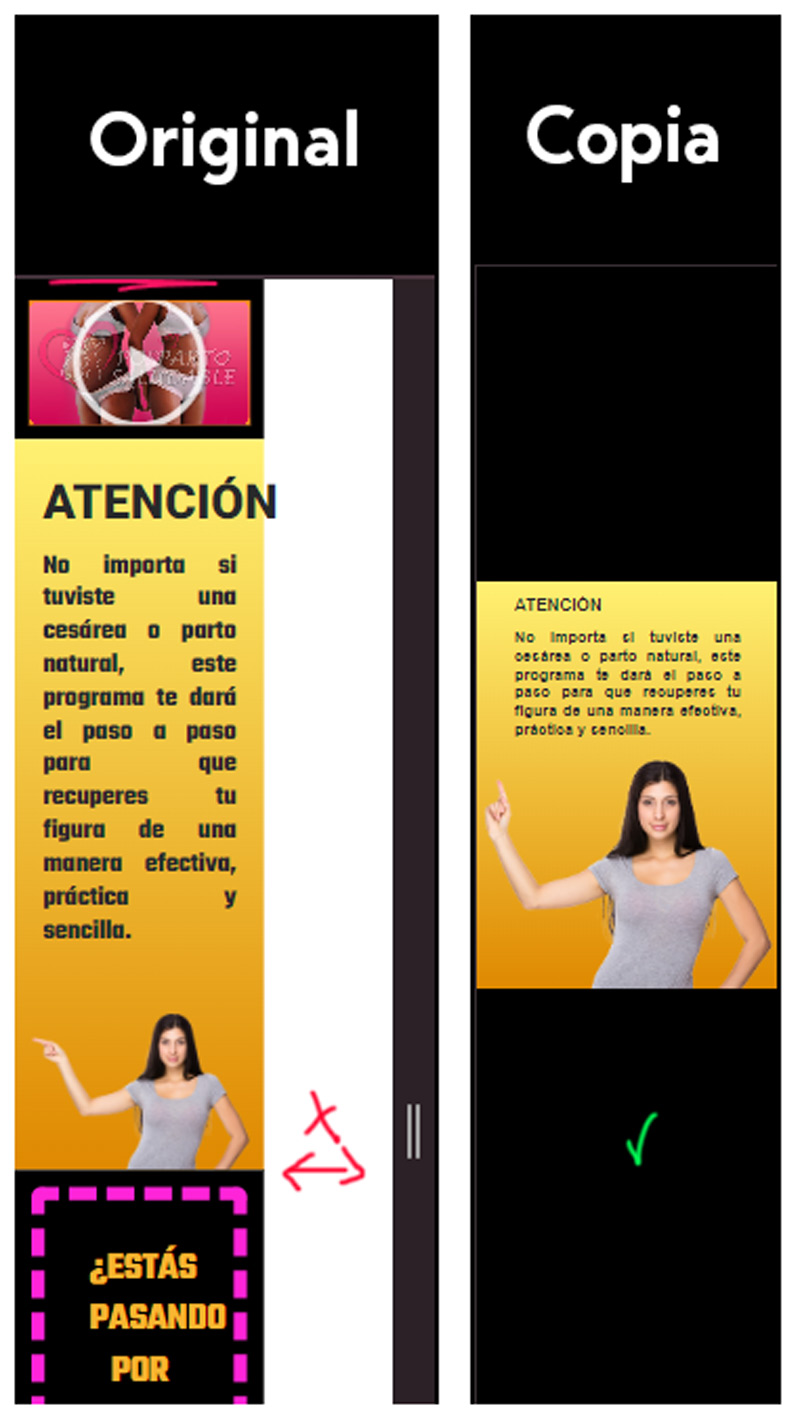 Original
SALUDABLE
ATENCIÓN
No importa si
tuviste una
cesárea o parto
natural, este
programa te dará
el paso a paso
para que
recuperes tu
figura de una
manera efectiva,
práctica y
sencilla.
¿ESTÁS
PASANDO
POR
Copia
ATENCIÓN
No importa si tuviste una
cesárea o parto natural, este
programa te dará el paso a
paso para que recuperes tu
figura de una manera efectiva,
práctica y sencilla.